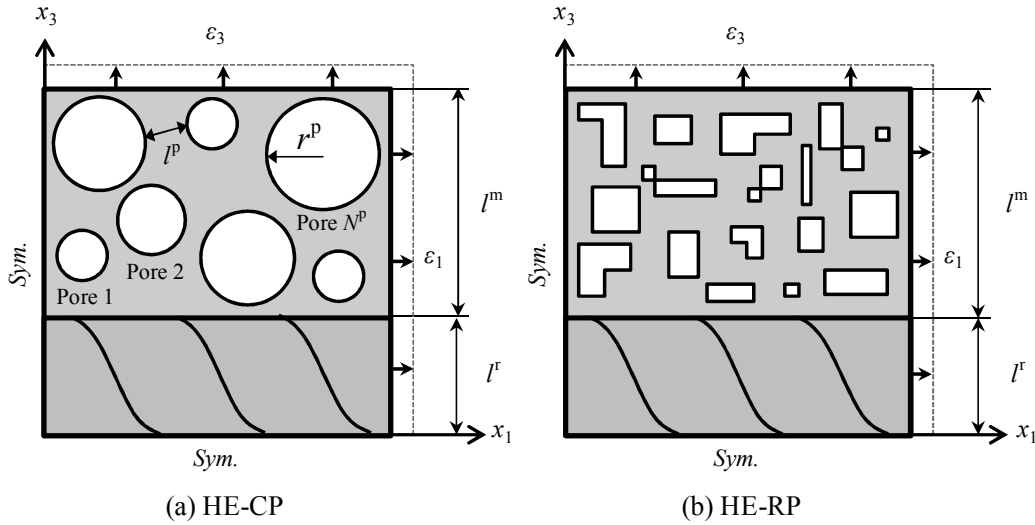 x₃
ε₃
lᵖ
rᵖ
Pore Nᵖ
Pore 2
Pore 1
lᵐ
ε₁
Sym.
lʳ
x₁
Sym.
(a) HE-CP
x₃
ε₃
lᵐ
ε₁
Sym.
lʳ
x₁
Sym.
(b) HE-RP